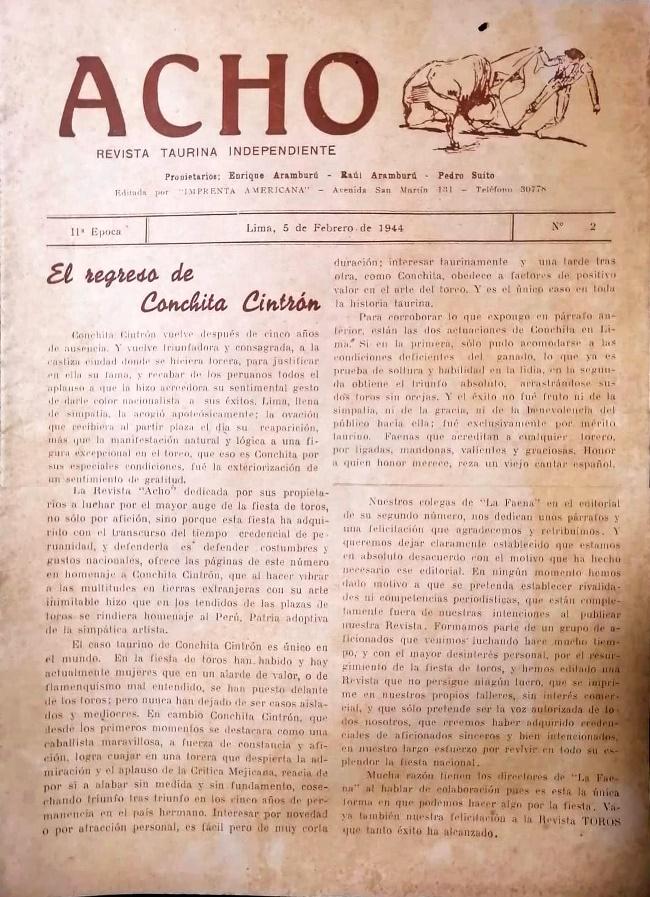 ACHO
REVISTA TAURINA INDEPENDIENTE
Propietarios: Enrique Aramburú - Raúl Aramburú - Pedro Suito
Editada por "IMPRENTA AMERICANA" - Avenida San Martín 131 - Teléfono 30778
11ª Epoca
Lima, 5 de Febrero de 1944
Nº 2
El regreso de
Conchita Cintrón
Conchita Cintrón vuelve después de cinco años
de ausencia. Y vuelve triunfadora y consagrada, a la
castiza ciudad donde se hiciera torera, para justificar
en ella su fama, y recabar de los peruanos todos el
aplauso a que la hizo acreedora su sentimental gesto
de darle color nacionalista a sus éxitos. Lima, llena
de simpatía, la acogió apoteósicamente; la ovación
que recibiera al partir plaza el día su reaparición,
más que la manifestación natural y lógica a una fi-
gura excepcional en el toreo, que eso es Conchita por
sus especiales condiciones, fué la exteriorización de
un sentimiento de gratitud.
La Revista "Acho" dedicada por sus propieta-
rios a luchar por el mayor auge de la fiesta de toros,
no sólo por afición, sino porque esta fiesta ha adqui-
rido con el transcurso del tiempo credencial de pe-
ruanidad, y defenderla es defender costumbres y
gustos nacionales, ofrece las páginas de este número
en homenaje a Conchita Cintrón, que al hacer vibrar
a las multitudes en tierras extranjeras con su arte
inimitable hizo que en los tendidos de las plazas de
toros se rindiera homenaje al Perú, Patria adoptiva
de la simpática artista.
El caso taurino de Conchita Cintrón es único en
el mundo. En la fiesta de toros han habido y hay
actualmente mujeres que en un alarde de valor, o de
flamenquismo mal entendido, se han puesto delante
de los toros; pero nunca han dejado de ser casos aisla-
dos y mediocres. En cambio Conchita Cintrón, que
desde los primeros momentos se destacara como una
caballista maravillosa, a fuerza de constancia y afi-
ción, logra cuajar en una torera que despierta la ad-
miración y el aplauso de la Crítica Mejicana, reacia de
por sí a alabar sin medida y sin fundamento, cose-
chando triunfo tras triunfo en los cinco años de per-
manencia en el país hermano. Interesar por novedad
o por atracción personal, es fácil pero de muy corta
duración; interesar taurinamente y una tarde tras
otra, como Conchita, obedece a factores de positivo
valor en el arte del toreo. Y es el único caso en toda
la historia taurina.
Para corroborar lo que expongo en párrafo an-
terior, están las dos actuaciones de Conchita en Li-
ma. Si en la primera, sólo pudo acomodarse a las
condiciones deficientes del ganado, lo que ya es
prueba de soltura y habilidad en la lidia, en la segun-
da obtiene el triunfo absoluto, arrastrándose sus
dos toros sin orejas. Y el éxito no fué fruto ni de la
simpatía, ni de la gracia, ni de la benevolencia del
público hacia ella; fué exclusivamente por mérito
taurino. Faenas que acreditan a cualquier torero,
por ligadas, mandonas, valientes y graciosas. Honor
a quien honor merece, reza un viejo cantar español.
Nuestros colegas de "La Faena" en el editorial
de su segundo número, nos dedican unos párrafos y
una felicitación que agradecemos y retribuímos. Y
queremos dejar claramente establecido que estamos
en absoluto desacuerdo con el motivo que ha hecho
necesario ese editorial. En ningún momento hemos
dado motivo a que se pretenda establecer rivalida-
des ni competencias periodísticas, que están comple-
tamente fuera de nuestras intenciones al publicar
nuestra Revista. Formamos parte de un grupo de a-
ficionados que venimos luchando hace mucho tiem-
po, y con el mayor desinterés personal, por el resur-
gimiento de la fiesta de toros, y hemos editado una
Revista que no persigue ningún lucro, que se impri-
me en nuestros propios talleres, sin interés comer-
cial, y que sólo pretende ser la voz autorizada de to-
dos nosotros, que creemos haber adquirido creden-
ciales de aficionados sinceros y bien intencionados,
en nuestro largo esfuerzo por revivir en todo su es-
plendor la fiesta nacional.
Mucha razón tienen los directores de "La Fae-
na" al hablar de colaboración pues es esta la única
forma en que podemos hacer algo por la fiesta. Va-
ya también nuestra felicitación a la Revista TOROS
que tanto éxito ha alcanzado.